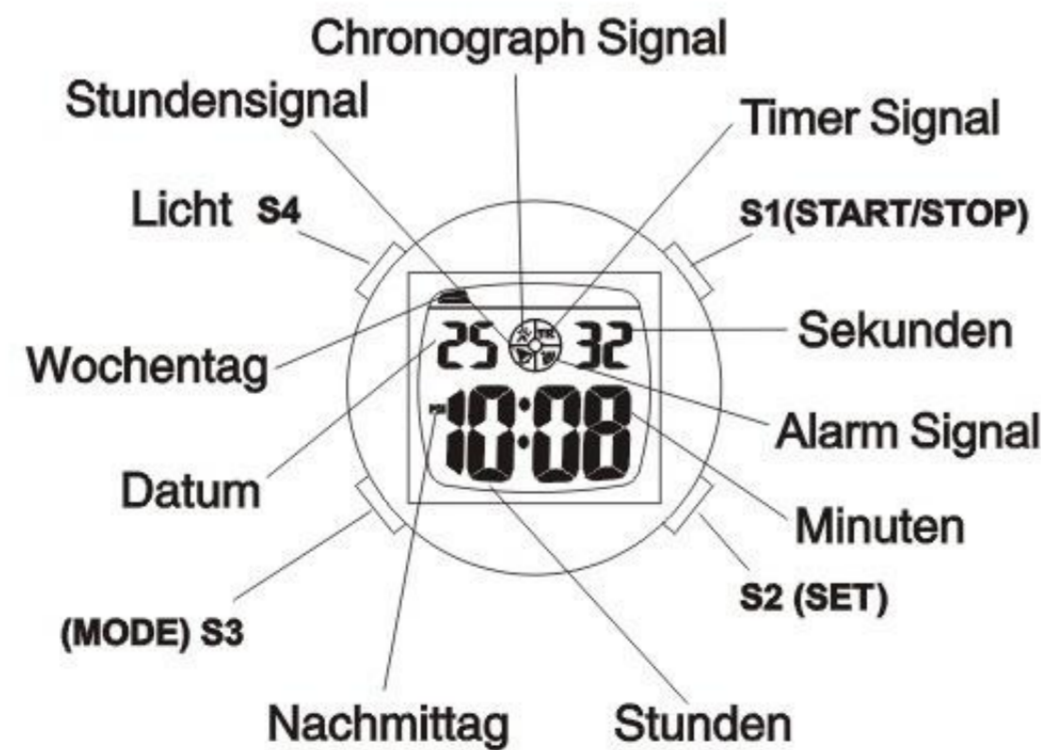 Chronograph Signal
Stundensignal
Timer Signal
Licht S4
S1(START/STOP)
Sekunden
25
32
Wochentag
10:08
Alarm Signal
Datum
Minuten
S2 (SET)
(MODE) S3
Nachmittag
Stunden